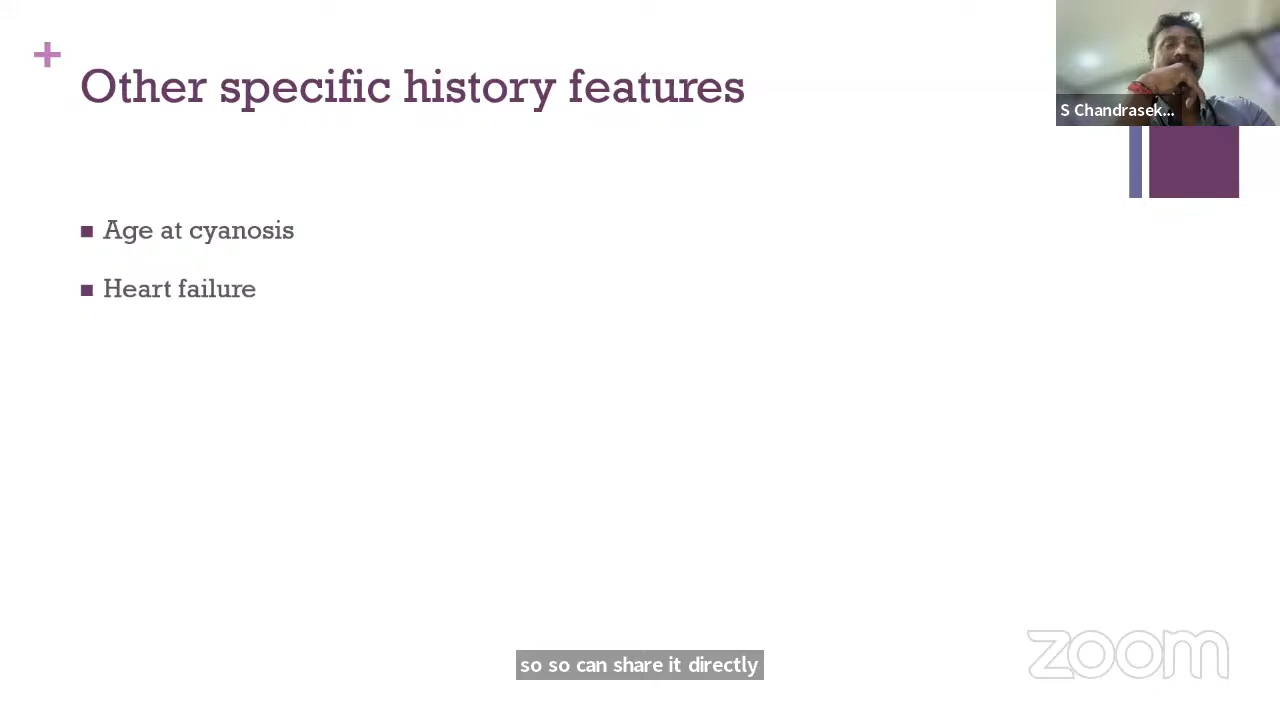 +
Other specific history features
S Chandrasek...
Age at cyanosis
Heart failure
so so can share it directly
zoom